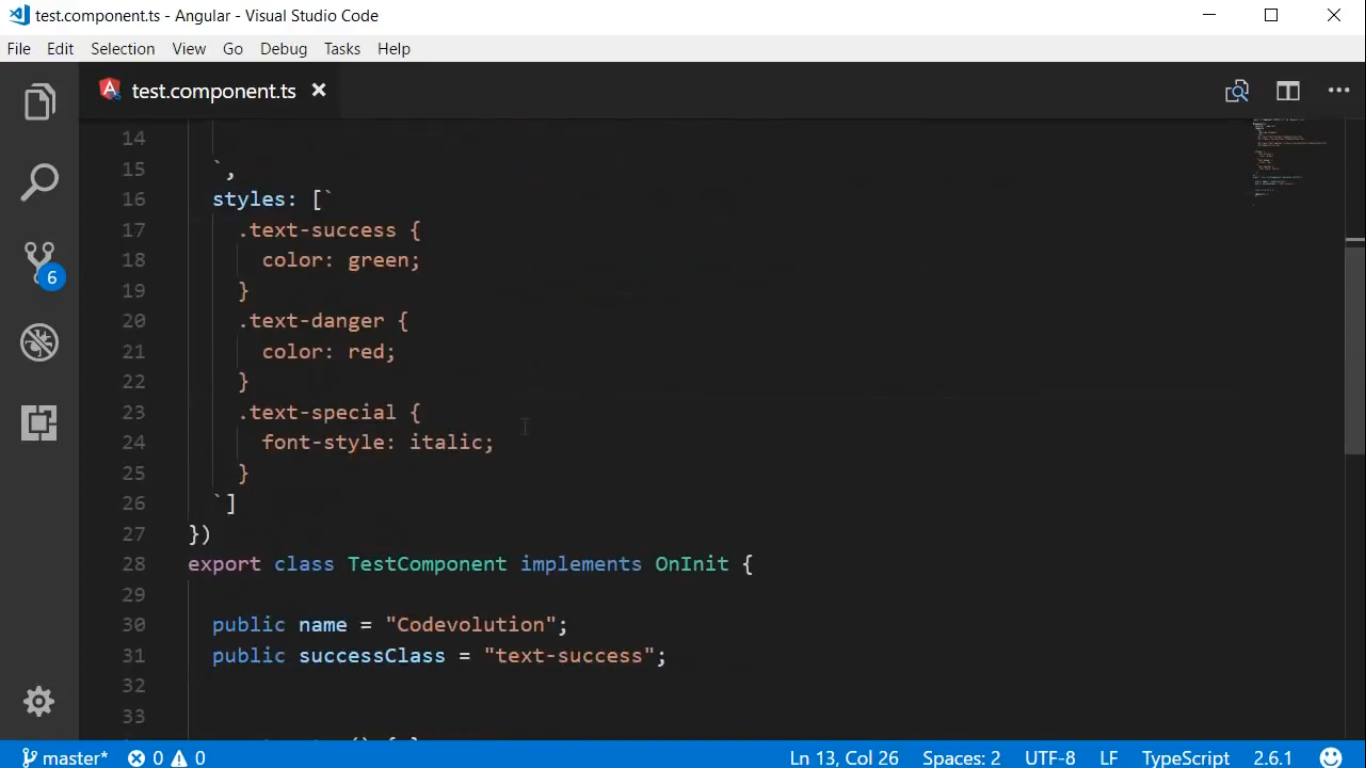 test.component.ts - Angular - Visual Studio Code
File Edit Selection View Go Debug Tasks Help
test.component.ts
14
15 `,
16 styles: [`
17 .text-success {
18 color: green;
19 }
20 .text-danger {
21 color: red;
22 }
23 .text-special {
24 font-style: italic;
25 }
26 `]
27 })
28 export class TestComponent implements OnInit {
29
30 public name = "Codevolution";
31 public successClass = "text-success";
32
33
6
master* 0 0 Ln 13, Col 26 Spaces: 2 UTF-8 LF TypeScript 2.6.1